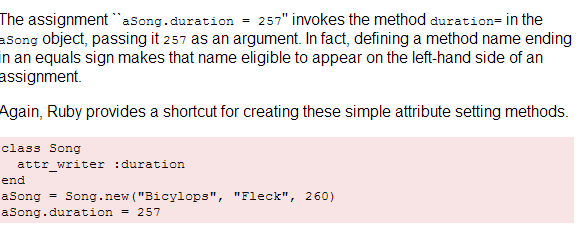 The assignment ``aSong.duration = 257'' invokes the method duration= in the
aSong object, passing it 257 as an argument. In fact, defining a method name ending
in an equals sign makes that name eligible to appear on the left-hand side of an
assignment.
Again, Ruby provides a shortcut for creating these simple attribute setting methods.
class Song
  attr_writer :duration
end
aSong = Song.new("Bicylops", "Fleck", 260)
aSong.duration = 257